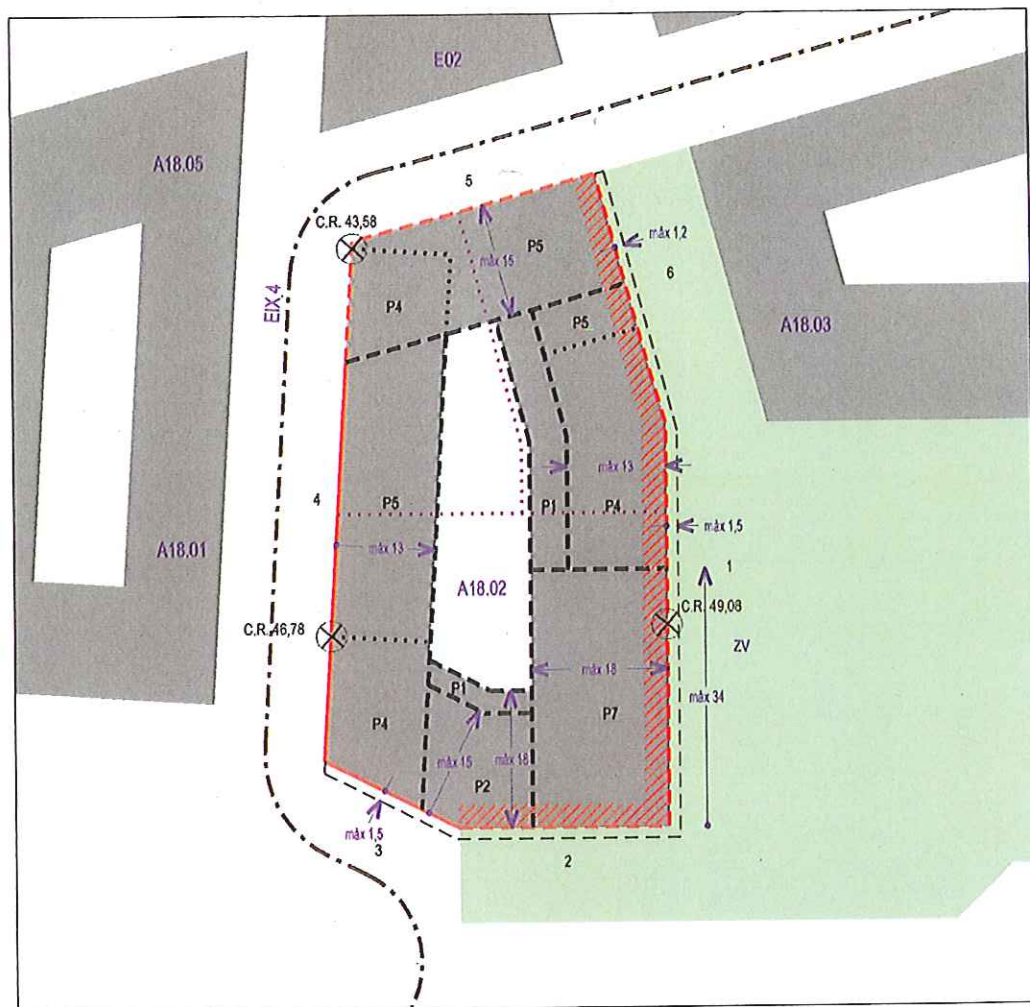 E02
A18.05
5
C.R. 43,58
màx 1,2
P5
6
màx 15
EIX 4
P4
P5
A18.03
màx 13
4
P5
P1
P4
màx 13
màx 1,5
A18.01
A18.02
1
C.R. 49,08
C.R. 46,78
ZV
màx 18
P1
màx 34
P4
P7
màx 15
màx 18
P2
màx 1,5
3
2